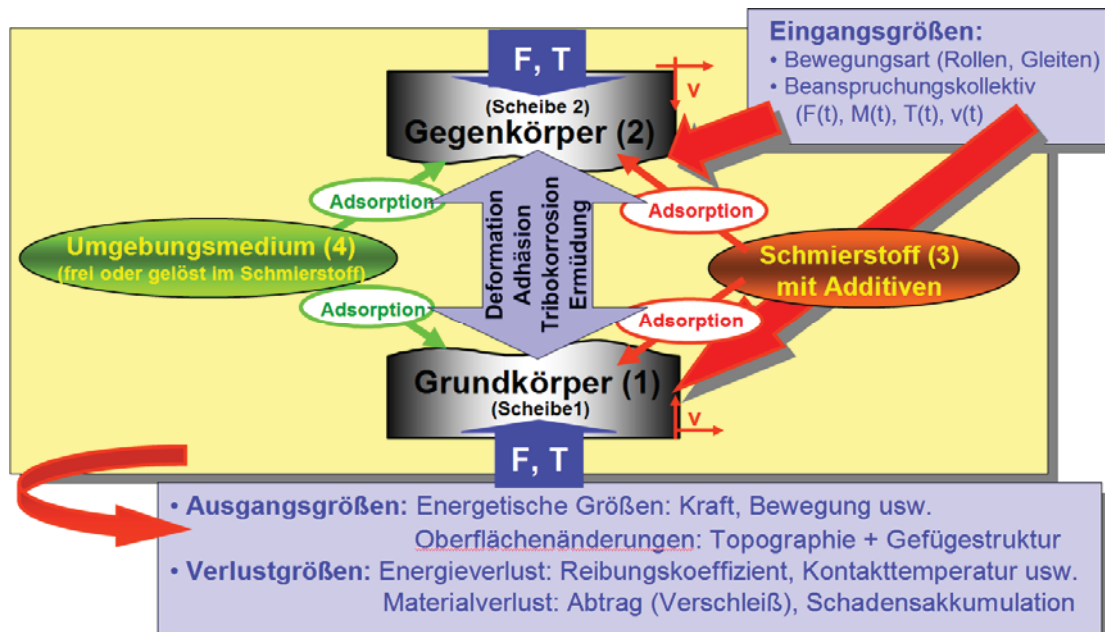 Eingangsgrößen:
• Bewegungsart (Rollen, Gleiten)
• Beanspruchungskollektiv
(F(t), M(t), T(t), v(t)
F, T
v
(Scheibe 2)
Gegenkörper (2)
Adsorption
Adsorption
Umgebungsmedium (4)
(frei oder gelöst im Schmierstoff)
Deformation
Adhäsion
Tribokorrosion
Ermüdung
Schmierstoff (3)
mit Additiven
Adsorption
Adsorption
Grundkörper (1)
(Scheibe1)
v
F, T
• Ausgangsgrößen: Energetische Größen: Kraft, Bewegung usw.
Oberflächenänderungen: Topographie + Gefügestruktur
• Verlustgrößen: Energieverlust: Reibungskoeffizient, Kontakttemperatur usw.
Materialverlust: Abtrag (Verschleiß), Schadensakkumulation